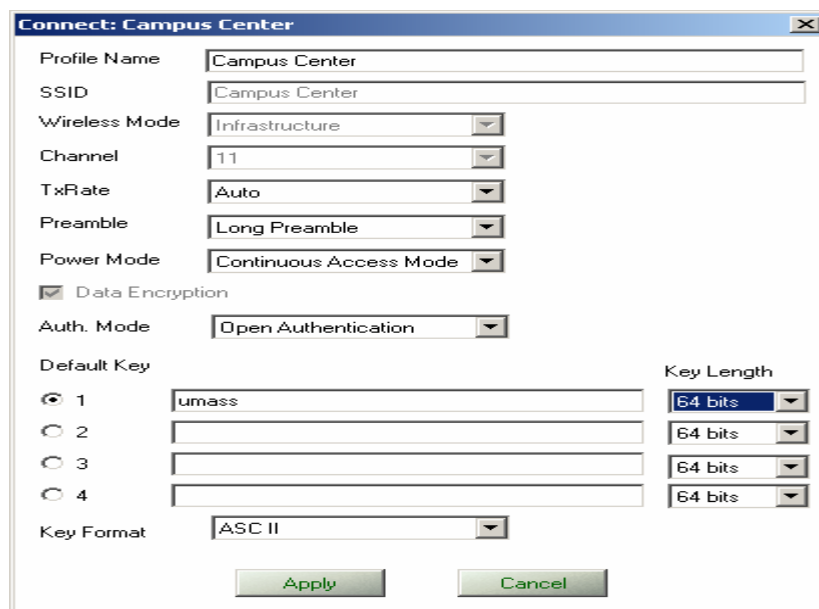 Connect: Campus Center
Profile Name Campus Center
SSID Campus Center
Wireless Mode Infrastructure
Channel 11
TxRate Auto
Preamble Long Preamble
Power Mode Continuous Access Mode
Data Encryption
Auth. Mode Open Authentication
Default Key Key Length
1 umass 64 bits
2 64 bits
3 64 bits
4 64 bits
Key Format ASC II
Apply Cancel